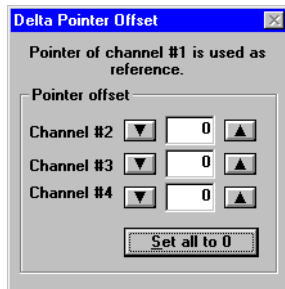 Delta Pointer Offset
Pointer of channel #1 is used as
reference.
Pointer offset
Channel #2 0
Channel #3 0
Channel #4 0
Set all to 0